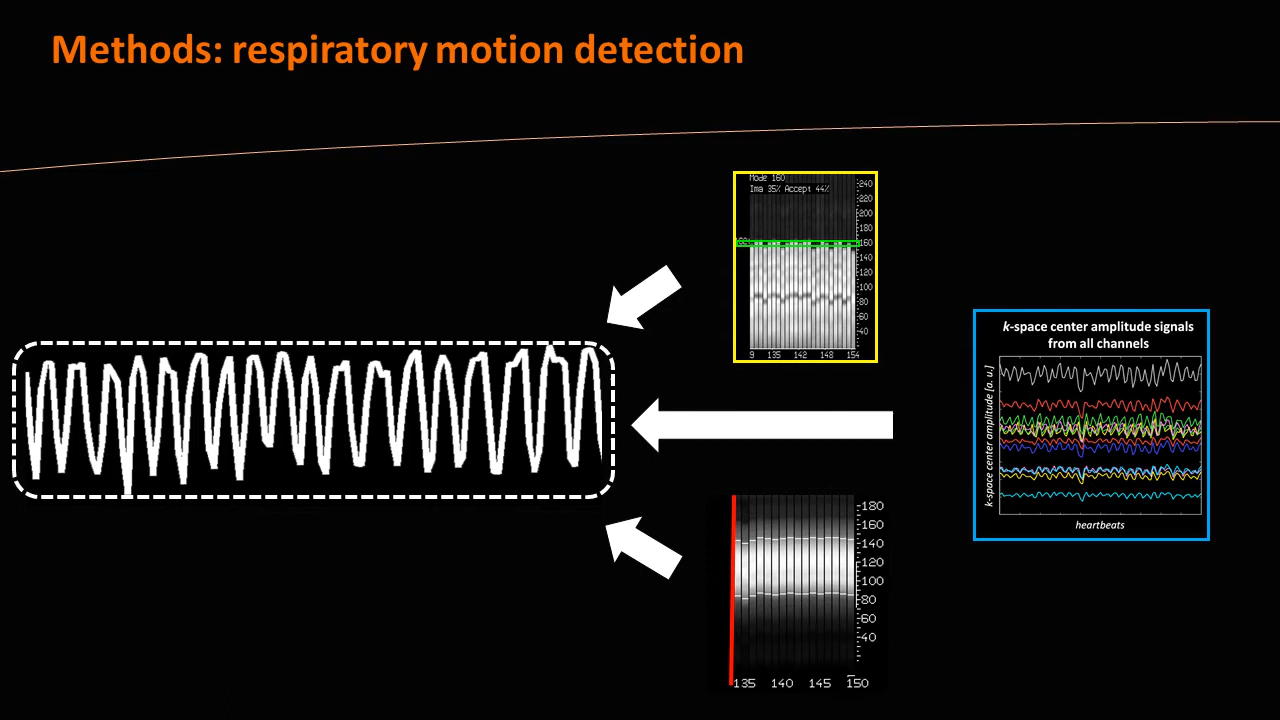 Methods: respiratory motion detection
Mode 160
Ima 35% Accept 44%
240
220
200
180
160
140
120
100
80
60
40
9 135 142 148 154
k-space center amplitude signals
from all channels
k-space center amplitude [a. u.]
heartbeats
180
160
140
120
100
80
60
40
135 140 145 150